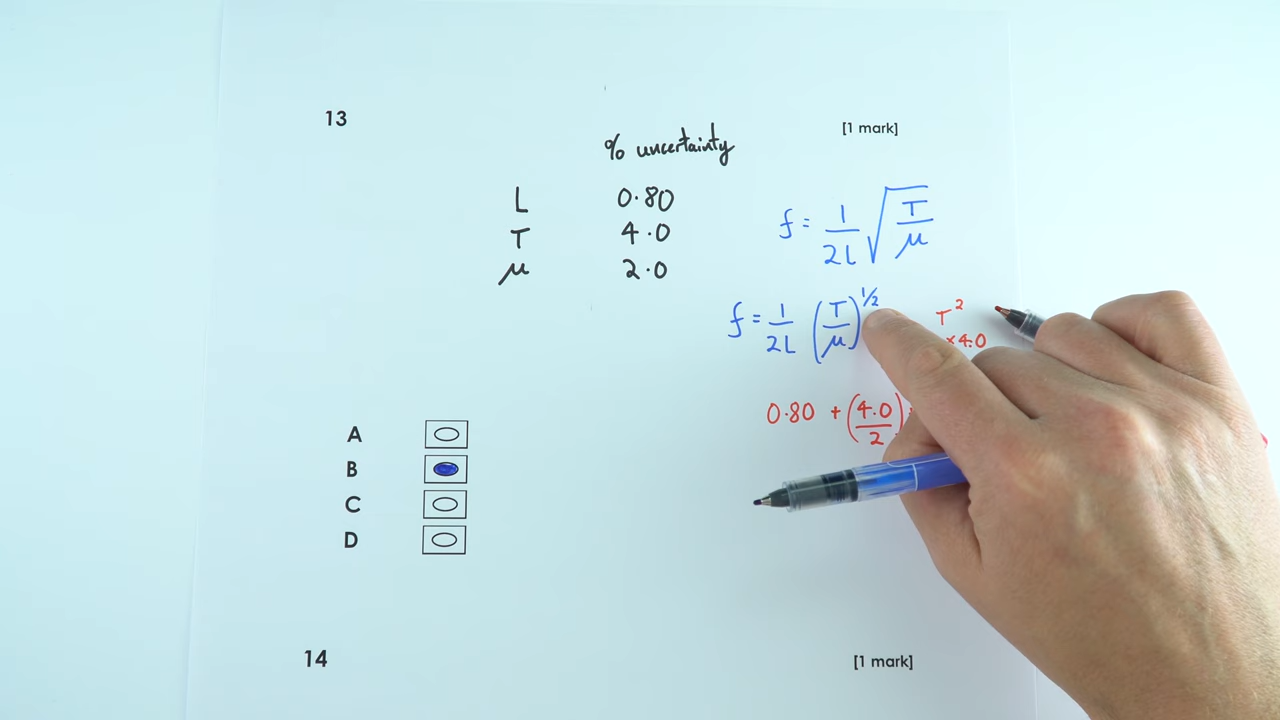 13
[1 mark]
% uncertainty
L 0.80
T 4.0
μ 2.0
f = 1/2L √(T/μ)
f = 1/2L (T/μ)^1/2
T^2
×4.0
0.80 + (4.0/2)
A
B
C
D
14
[1 mark]